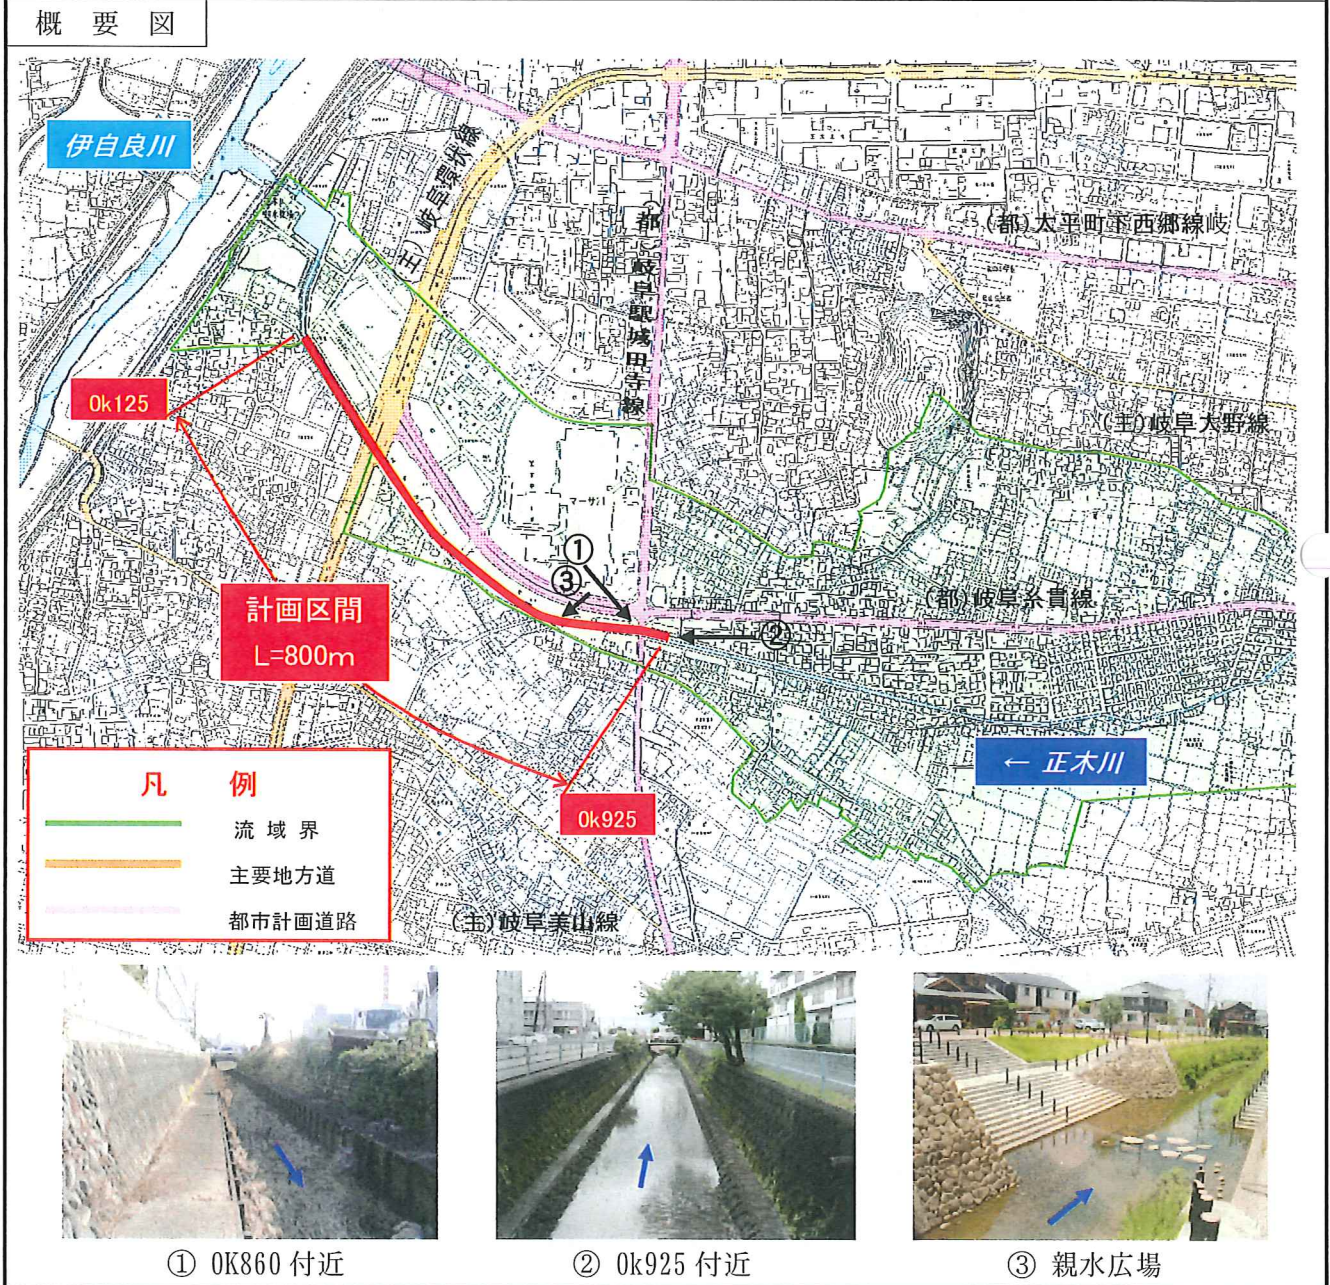 概要図
伊自良川
(主)岐阜環状線
(都)岐阜駅城田寺線
(都)太平町下西郷線岐
(主)岐阜大野線
0k125
マーサ21
①
③
②
計画区間
L=800m
(都)岐阜糸貫線
← 正木川
0k925
凡例
流域界
主要地方道
都市計画道路
(主)岐阜美山線
① 0K860 付近
② 0k925 付近
③ 親水広場